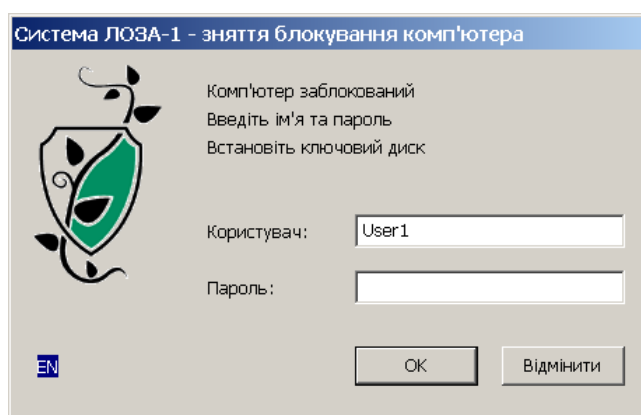 Система ЛОЗА-1 - зняття блокування комп'ютера
Комп'ютер заблокований
Введіть ім'я та пароль
Встановіть ключовий диск
Користувач: User1
Пароль:
EN
OK Відмінити